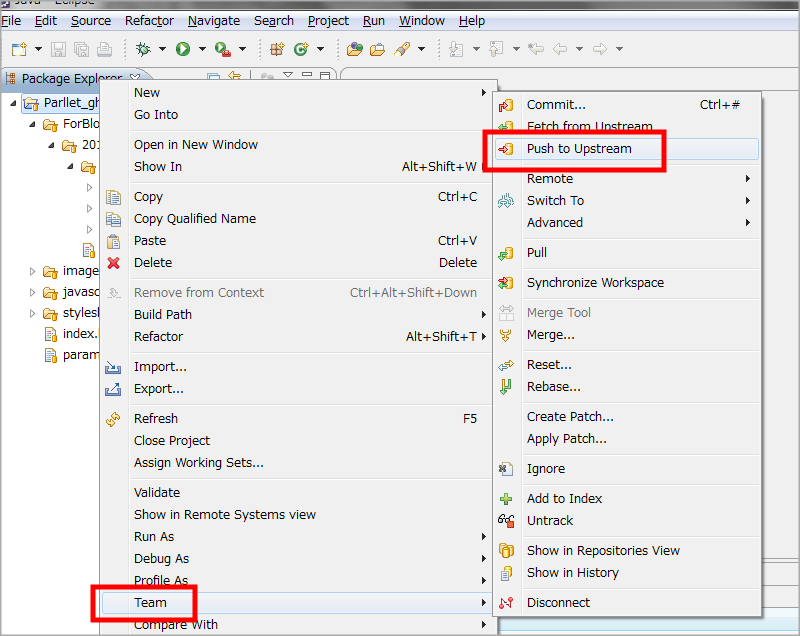 Java - Eclipse
File Edit Source Refactor Navigate Search Project Run Window Help
Package Explorer
Parllet_gh
ForBlo
201
image
javasc
stylesh
index.
param
New
Go Into
Open in New Window
Show In Alt+Shift+W
Copy Ctrl+C
Copy Qualified Name
Paste Ctrl+V
Delete Delete
Remove from Context Ctrl+Alt+Shift+Down
Build Path
Refactor Alt+Shift+T
Import...
Export...
Refresh F5
Close Project
Assign Working Sets...
Validate
Show in Remote Systems view
Run As
Debug As
Profile As
Team
Compare With
Commit... Ctrl+#
Fetch from Upstream
Push to Upstream
Remote
Switch To
Advanced
Pull
Synchronize Workspace
Merge Tool
Merge...
Reset...
Rebase...
Create Patch...
Apply Patch...
Ignore
Add to Index
Untrack
Show in Repositories View
Show in History
Disconnect